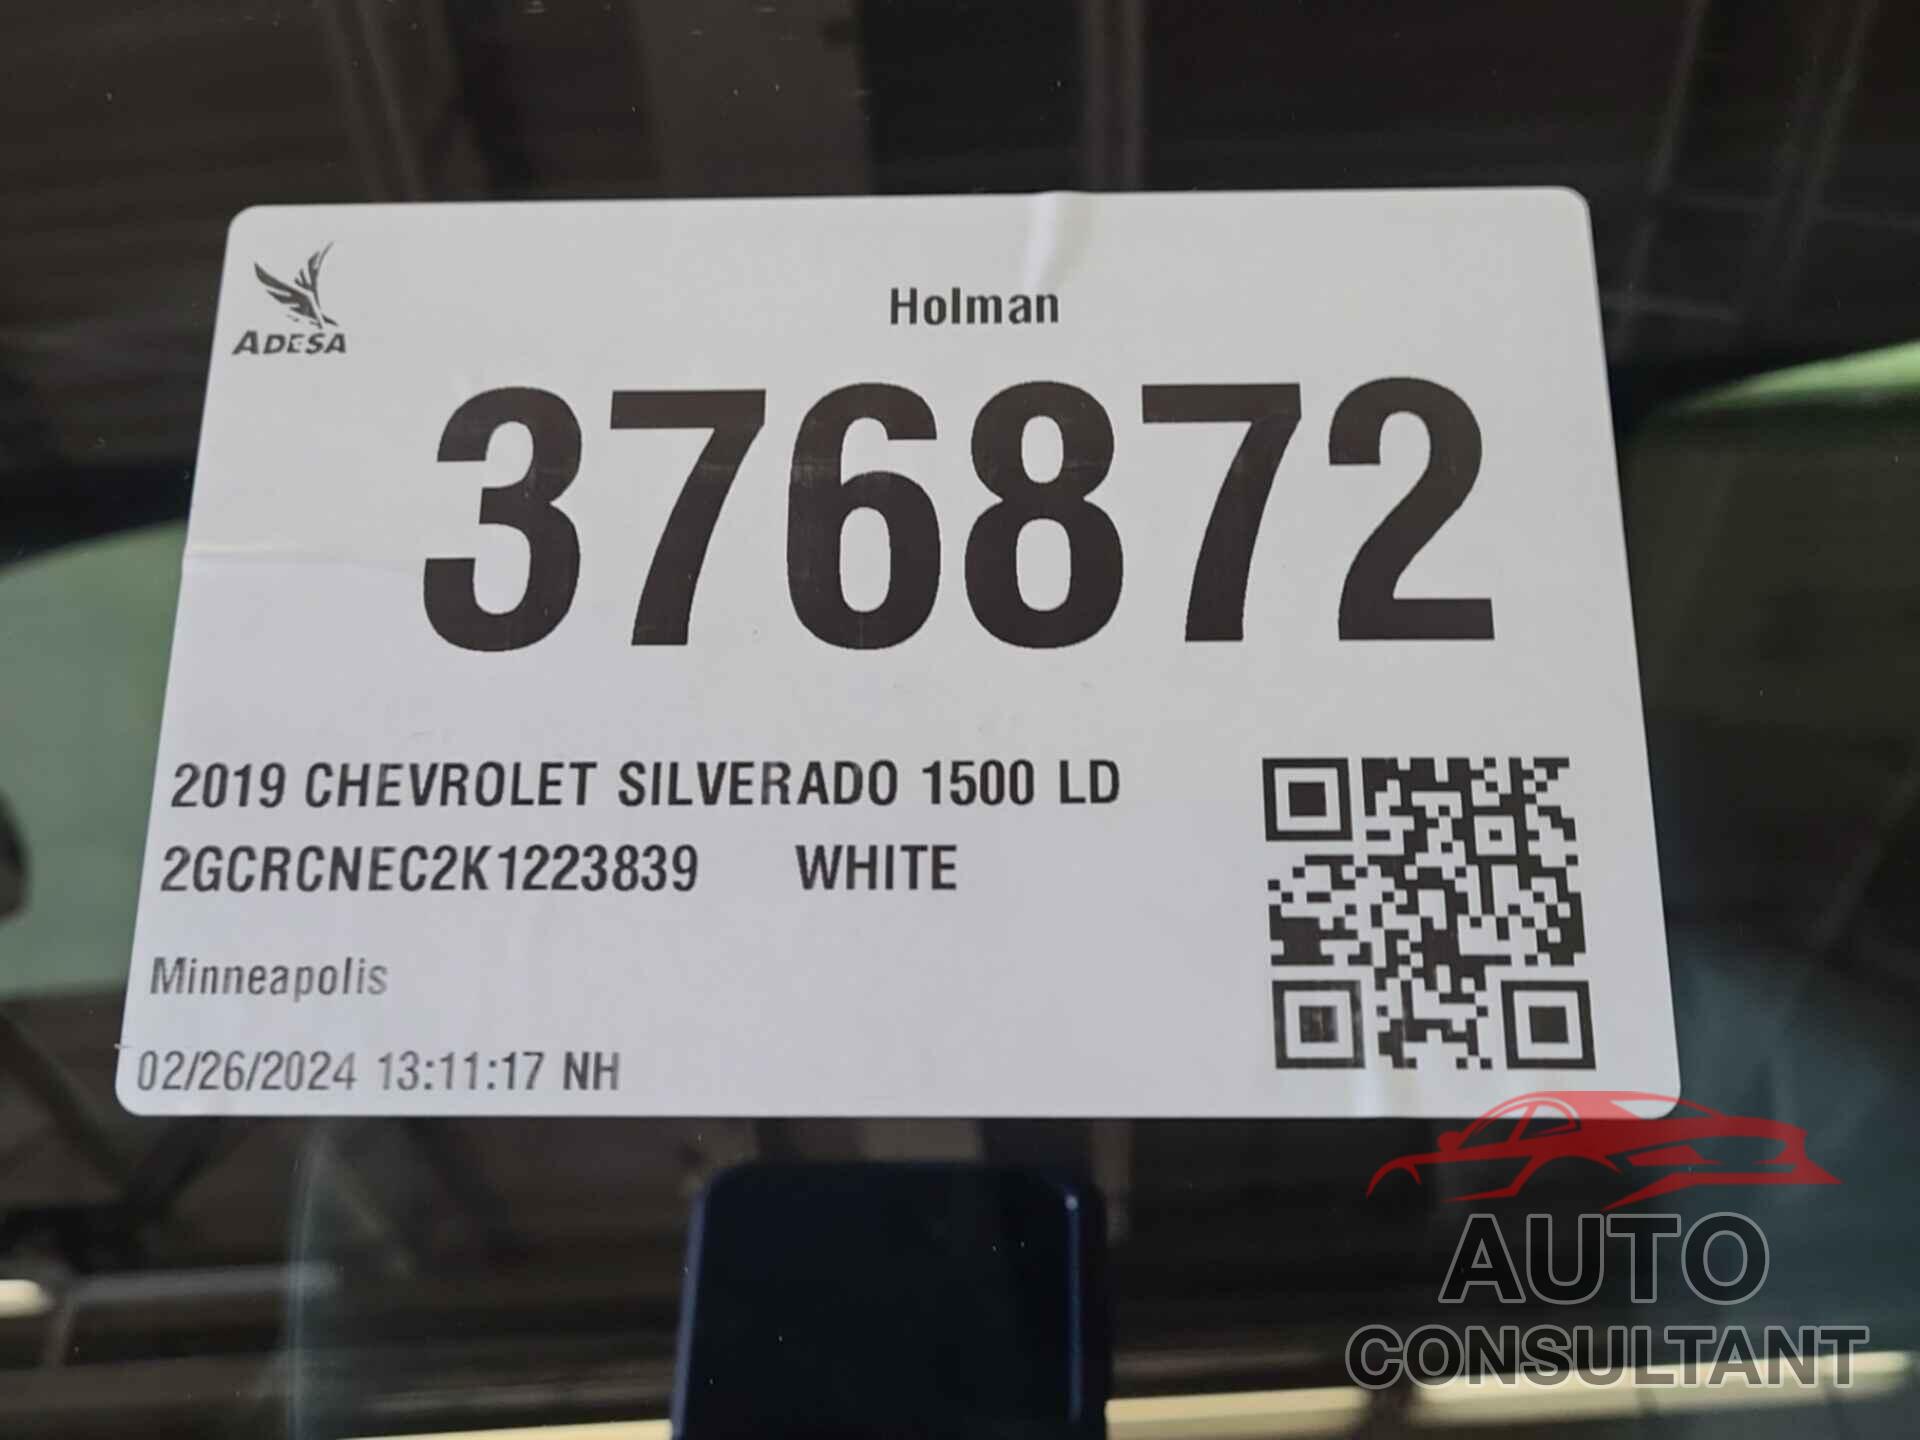 ADESA
Holman
376872
2019 CHEVROLET SILVERADO 1500 LD
2GCRCNEC2K1223839 WHITE
Minneapolis
02/26/2024 13:11:17 NH
AUTO
CONSULTANT